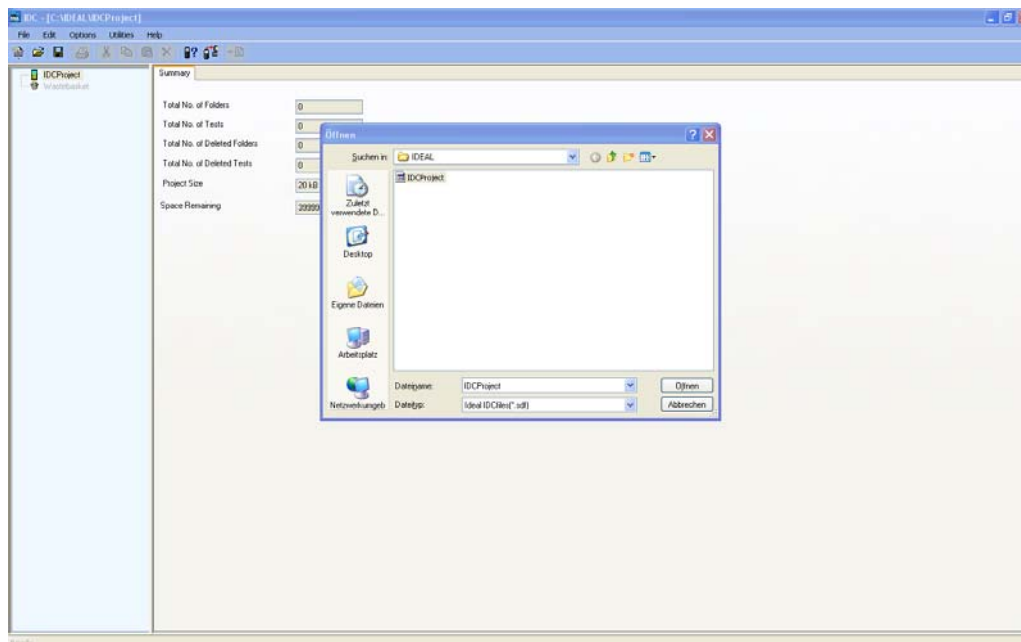 IDC - [C:\IDEAL\IDCProject]
File Edit Options Utilities Help
IDCProject
Wastebasket
Summary
Total No. of Folders 0
Total No. of Tests 0
Total No. of Deleted Folders 0
Total No. of Deleted Tests 0
Project Size 20 kB
Space Remaining 39999
Öffnen
Suchen in: IDEAL
IDCProject
Zuletzt
verwendete D...
Desktop
Eigene Dateien
Arbeitsplatz
Netzwerkumgeb
Dateiname: IDCProject Öffnen
Dateityp: Ideal IDCfiles(*.sdf) Abbrechen